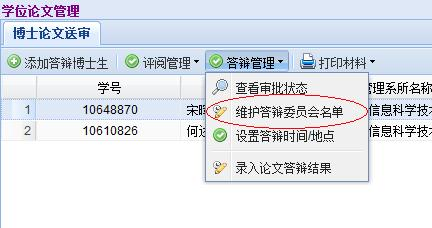 学位论文管理
博士论文送审
添加答辩博士生 评阅管理 答辩管理 打印材料
学号 管理系所名称
查看审批状态
1 10648870 宋 维护答辩委员会名单 信息科学技术
2 10610826 何 设置答辩时间/地点 信息科学技术
录入论文答辩结果